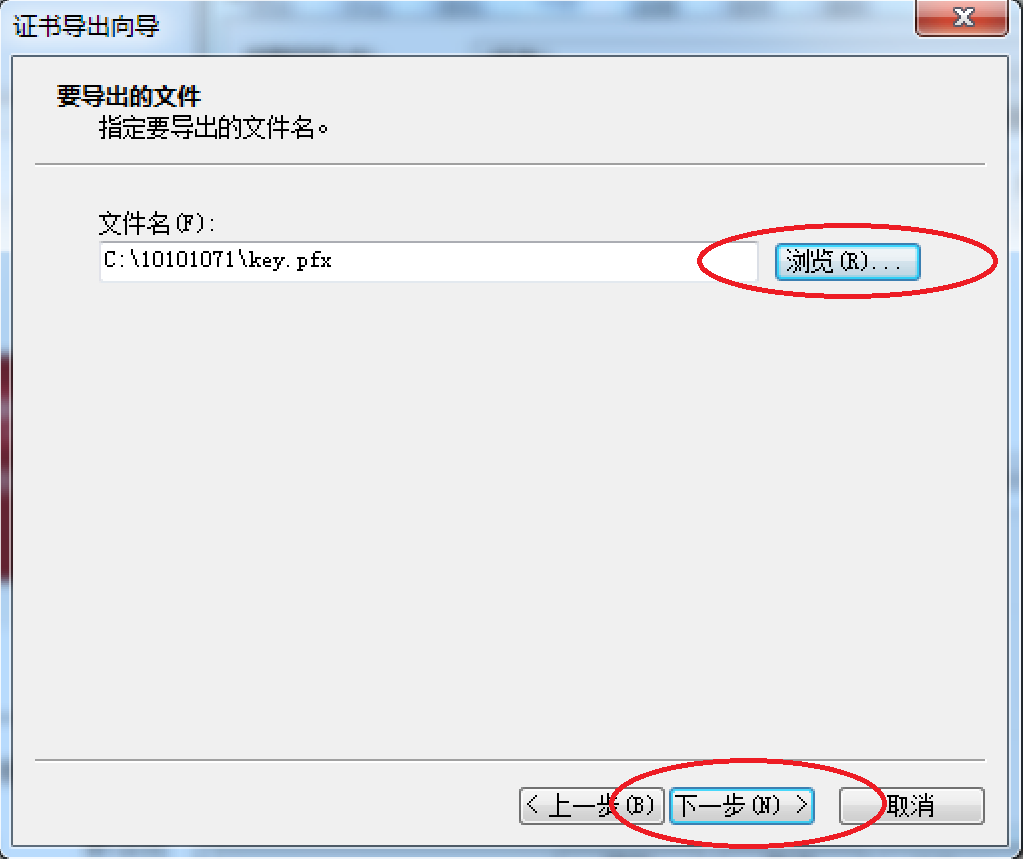 证书导出向导
要导出的文件
指定要导出的文件名。
文件名(F):
C:\10101071\key.pfx
浏览(R)...
< 上一步(B)
下一步(N) >
取消